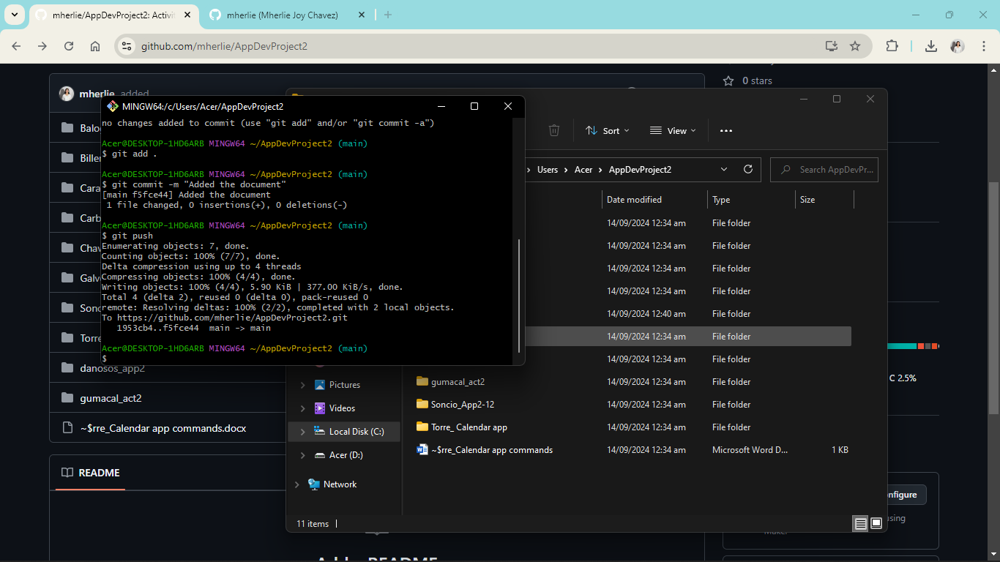 mherlie/AppDevProject2: Activi
mherlie (Mherlie Joy Chavez)
github.com/mherlie/AppDevProject2
0 stars
mherlie added
Balo
Biller
Cara
Carb
Chav
Galv
Sono
Torre
danosos_app2
gumacal_act2
~$rre_Calendar app commands.docx
README
MINGW64:/c/Users/Acer/AppDevProject2
no changes added to commit (use "git add" and/or "git commit -a")
Acer@DESKTOP-1HD6ARB MINGW64 ~/AppDevProject2 (main)
$ git add .
Acer@DESKTOP-1HD6ARB MINGW64 ~/AppDevProject2 (main)
$ git commit -m "Added the document"
[main f5fce44] Added the document
1 file changed, 0 insertions(+), 0 deletions(-)
Acer@DESKTOP-1HD6ARB MINGW64 ~/AppDevProject2 (main)
$ git push
Enumerating objects: 7, done.
Counting objects: 100% (7/7), done.
Delta compression using up to 4 threads
Compressing objects: 100% (4/4), done.
Writing objects: 100% (4/4), 5.90 KiB | 377.00 KiB/s, done.
Total 4 (delta 2), reused 0 (delta 0), pack-reused 0
remote: Resolving deltas: 100% (2/2), completed with 2 local objects.
To https://github.com/mherlie/AppDevProject2.git
1953cb4..f5fce44 main -> main
Acer@DESKTOP-1HD6ARB MINGW64 ~/AppDevProject2 (main)
$
Sort View
Users > Acer > AppDevProject2
Search AppDevPr...
Date modified Type Size
14/09/2024 12:34 am File folder
14/09/2024 12:34 am File folder
14/09/2024 12:34 am File folder
14/09/2024 12:34 am File folder
14/09/2024 12:40 am File folder
14/09/2024 12:34 am File folder
14/09/2024 12:34 am File folder
gumacal_act2 14/09/2024 12:34 am File folder
Soncio_App2-12 14/09/2024 12:34 am File folder
Torre_ Calendar app 14/09/2024 12:34 am File folder
~$rre_Calendar app commands 14/09/2024 12:34 am Microsoft Word D... 1 KB
Pictures
Videos
Local Disk (C:)
Acer (D:)
Network
11 items
C 2.5%
nfigure
using